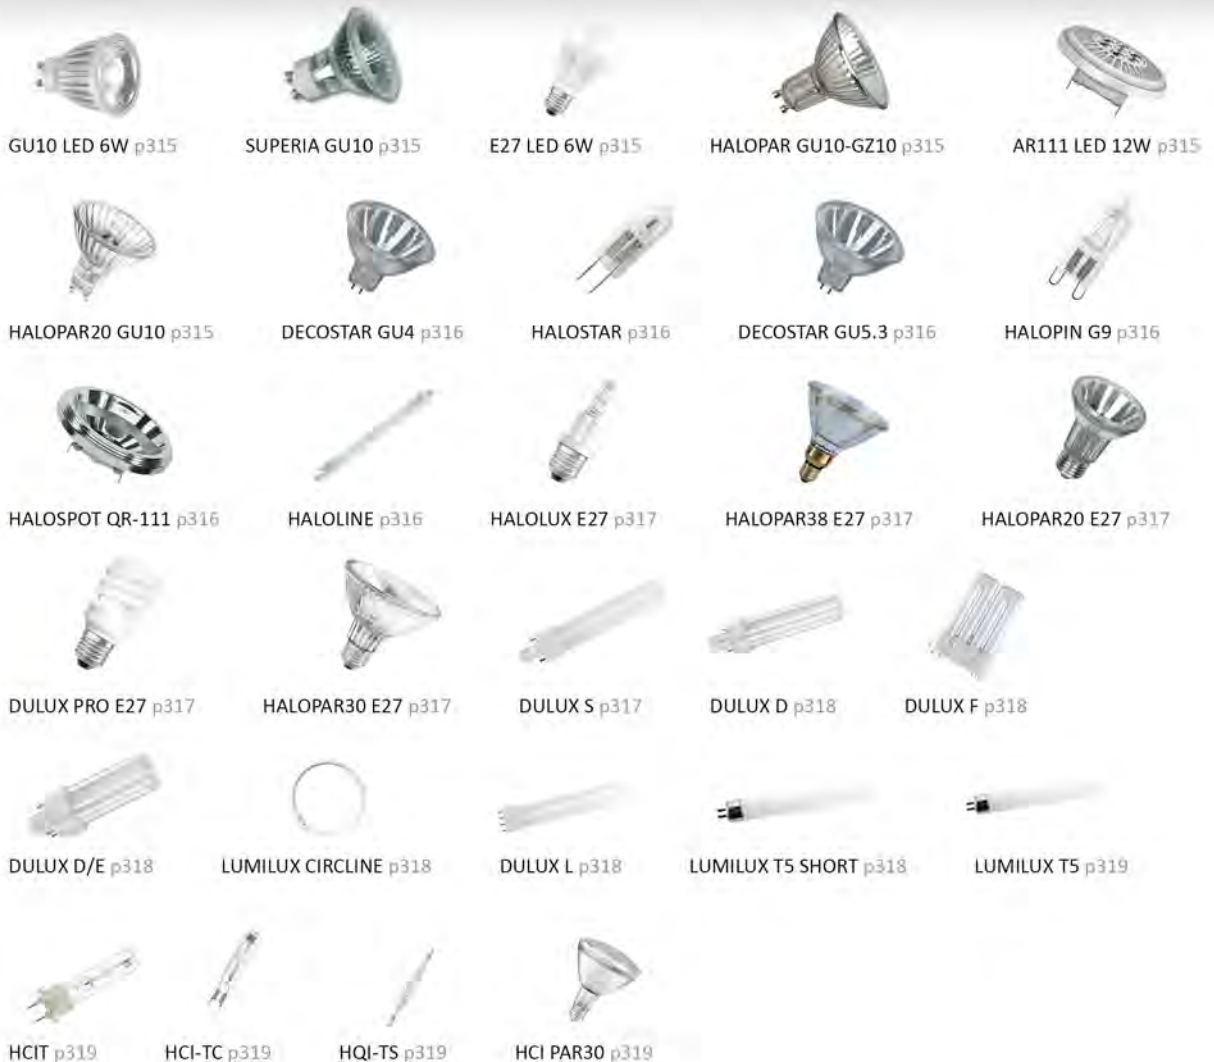 GU10 LED 6W p315 SUPERIA GU10 p315 E27 LED 6W p315 HALOPAR GU10-GZ10 p315 AR111 LED 12W p315
HALOPAR20 GU10 p315 DECOSTAR GU4 p316 HALOSTAR p316 DECOSTAR GU5.3 p316 HALOPIN G9 p316
HALOSPOT QR-111 p316 HALOLINE p316 HALOLUX E27 p317 HALOPAR38 E27 p317 HALOPAR20 E27 p317
DULUX PRO E27 p317 HALOPAR30 E27 p317 DULUX S p317 DULUX D p318 DULUX F p318
DULUX D/E p318 LUMILUX CIRCLINE p318 DULUX L p318 LUMILUX T5 SHORT p318 LUMILUX T5 p319
HCIT p319 HCI-TC p319 HQI-TS p319 HCI PAR30 p319